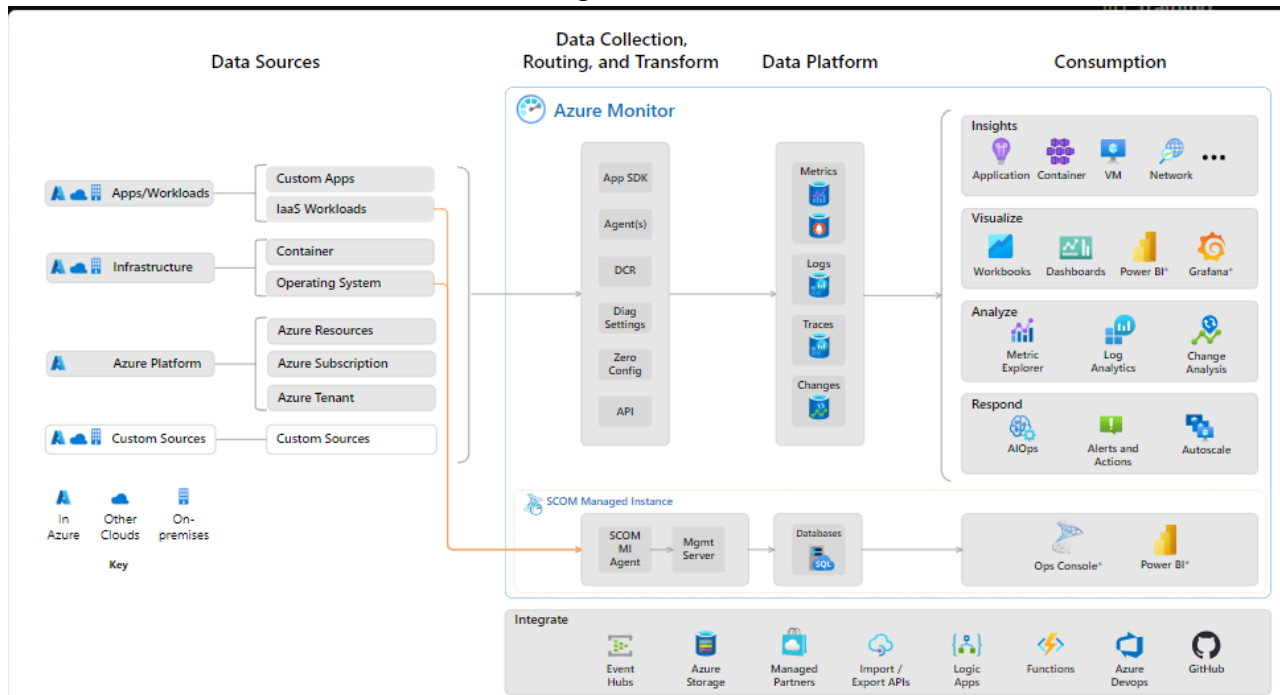 Data Sources
Data Collection,
Routing, and Transform
Data Platform
Consumption
Azure Monitor
Apps/Workloads
Custom Apps
IaaS Workloads
Infrastructure
Container
Operating System
Azure Platform
Azure Resources
Azure Subscription
Azure Tenant
Custom Sources
Custom Sources
In
Azure
Other
Clouds
On-
premises
Key
App SDK
Agent(s)
DCR
Diag
Settings
Zero
Config
API
Metrics
Logs
Traces
Changes
Insights
Application
Container
VM
Network
•••
Visualize
Workbooks
Dashboards
Power BI*
Grafana*
Analyze
Metric
Explorer
Log
Analytics
Change
Analysis
Respond
AIOps
Alerts and
Actions
Autoscale
SCOM Managed Instance
SCOM
MI
Agent
Mgmt
Server
Databases
SQL
Ops Console*
Power BI*
Integrate
Event
Hubs
Azure
Storage
Managed
Partners
Import /
Export APIs
Logic
Apps
Functions
Azure
Devops
GitHub